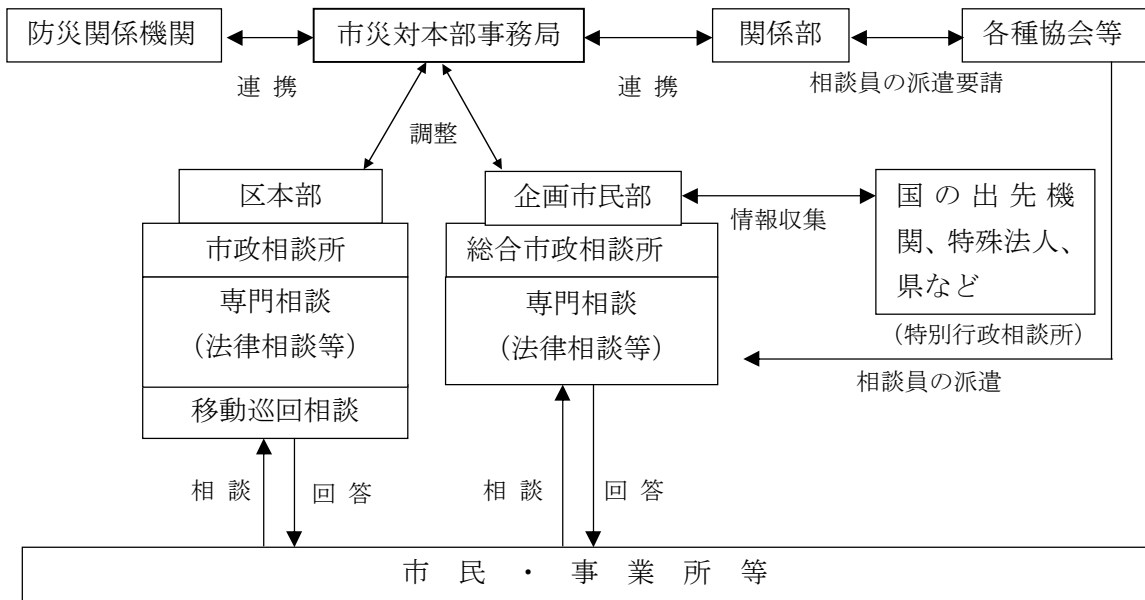 防災関係機関
市災対本部事務局
関係部
各種協会等
連 携
連 携
相談員の派遣要請
調整
区本部
企画市民部
情報収集
国の出先機
関、特殊法人、
県など
(特別行政相談所)
市政相談所
総合市政相談所
専門相談
(法律相談等)
専門相談
(法律相談等)
相談員の派遣
移動巡回相談
相 談
回 答
相 談
回 答
市 民 ・ 事 業 所 等